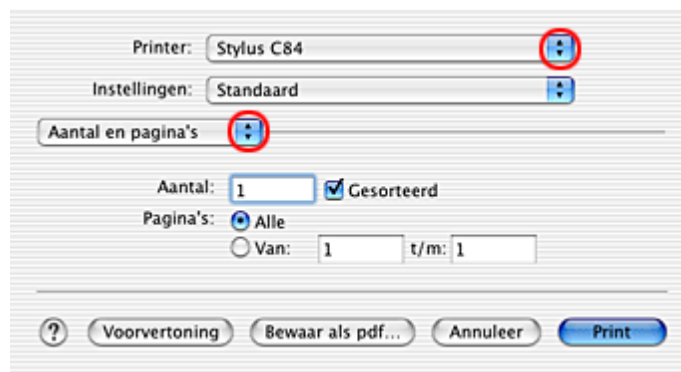 Printer: Stylus C84
Instellingen: Standaard
Aantal en pagina's
Aantal: 1 Gesorteerd
Pagina's: Alle
Van: 1 t/m: 1
? Voorvertoning Bewaar als pdf... Annuleer Print